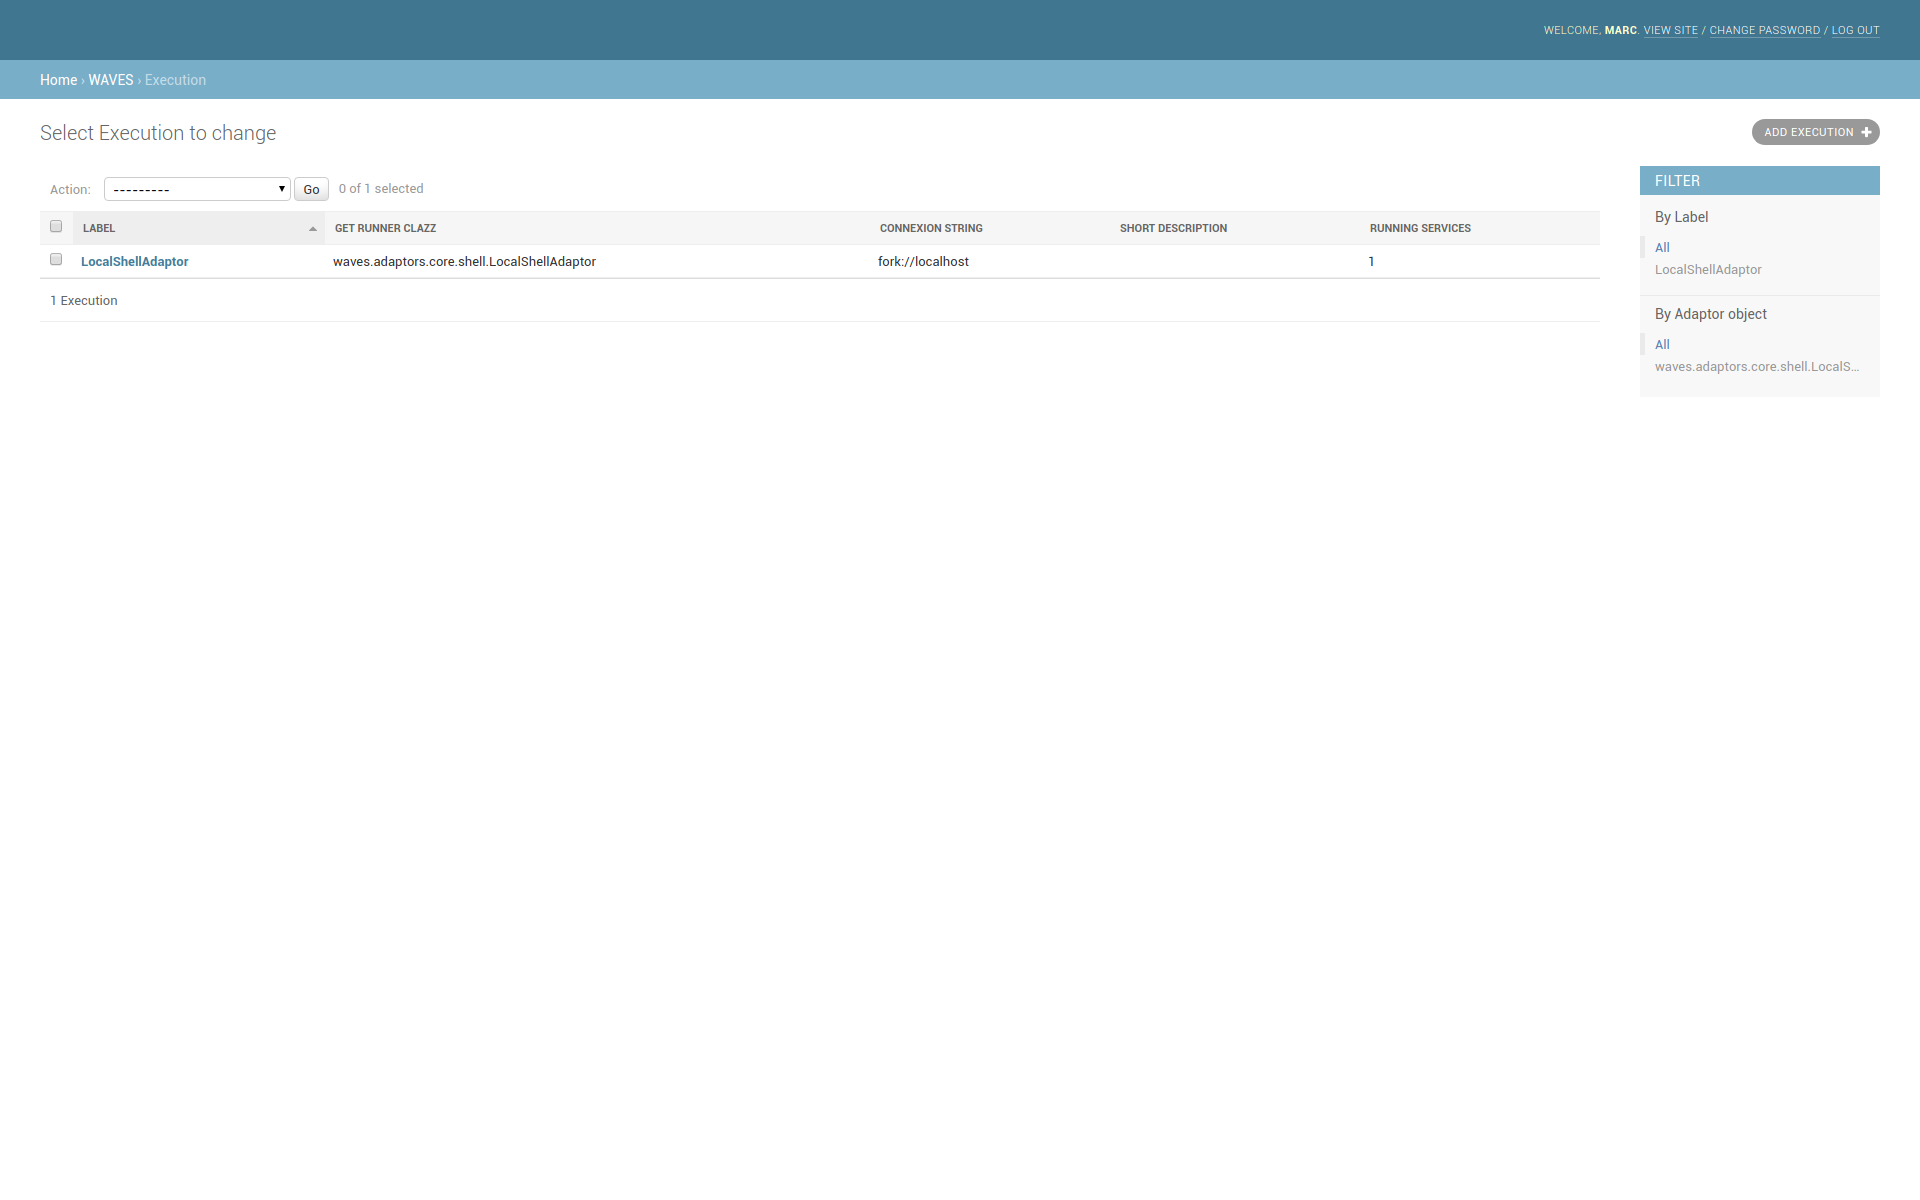 WELCOME, MARC. VIEW SITE / CHANGE PASSWORD / LOG OUT
Home › WAVES › Execution
Select Execution to change
ADD EXECUTION
Action: --------- Go 0 of 1 selected
LABEL GET RUNNER CLAZZ CONNEXION STRING SHORT DESCRIPTION RUNNING SERVICES
LocalShellAdaptor waves.adaptors.core.shell.LocalShellAdaptor fork://localhost 1
1 Execution
FILTER
By Label
All
LocalShellAdaptor
By Adaptor object
All
waves.adaptors.core.shell.LocalS...